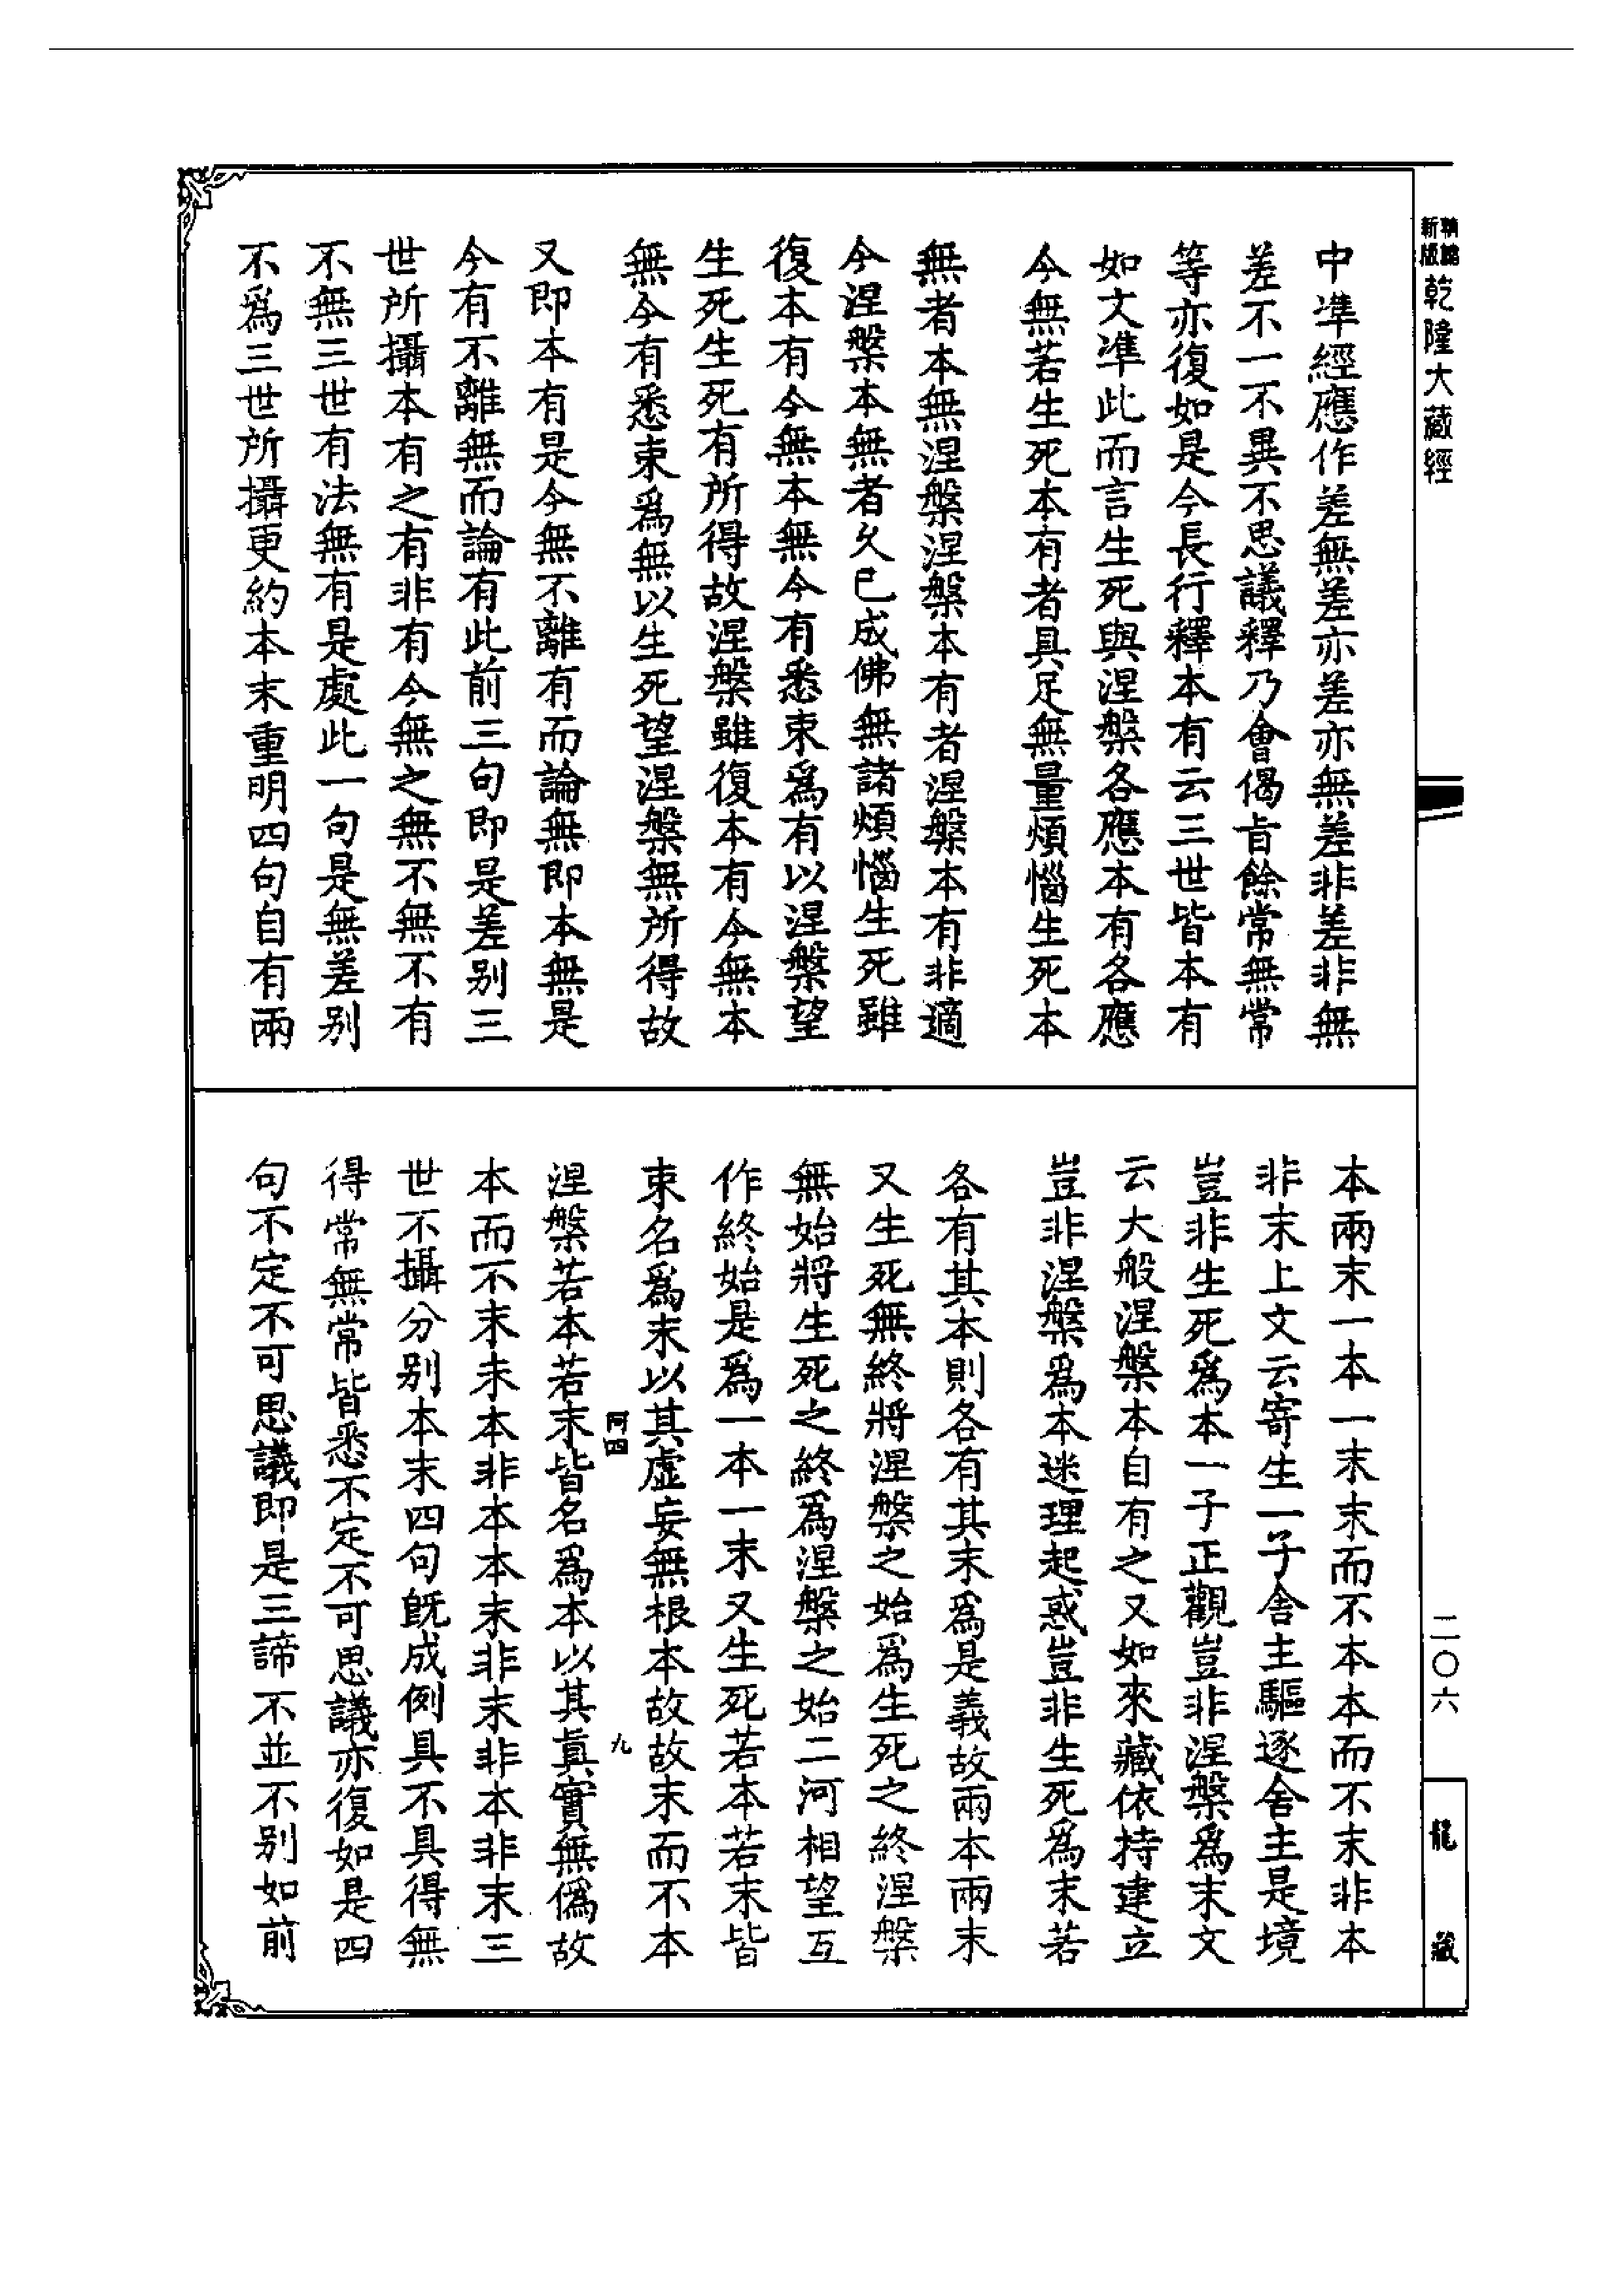 新版
乾隆大藏經
中準經應作差無差亦差亦無差非差非無
差不一不異不思議釋乃會偈旨餘常無常
等亦復如是今長行釋本有云三世皆本有
如文準此而言生死與涅槃各應本有各應
今無若生死本有者具足無量煩惱生死本
無者本無涅槃涅槃本有者涅槃本有非適
今涅槃本無者久已成佛無諸煩惱生死雖
復本有今無本無今有悉束爲有以涅槃望
生死生死有所得故涅槃雖復本有今無本
無今有悉束爲無以生死望涅槃無所得故
又即本有是今無不離有而論無即本無是
今有不離無而論有此前三句即是差别三
世所攝本有之有非有今無之無不無不有
不無三世有法無有是處此一句是無差别
不爲三世所攝更約本末重明四句自有兩
本兩末一本一末末而不本本而不末非本
非末上文云寄生一子舍主驅逐舍主是境
豈非生死爲本一子正觀豈非涅槃爲末文
云大般涅槃本自有之又如來藏依持建立
豈非涅槃爲本迷理起惑豈非生死爲末若
各有其本則各有其末爲是義故兩本兩末
又生死無終將涅槃之始爲生死之終涅槃
無始將生死之終爲涅槃之始二河相望互
作終始是爲一本一末又生死若本若末皆
束名爲末以其虛妄無根本故故末而不本
阿四
九
涅槃若本若末皆名爲本以其眞實無僞故
本而不末末本非本本末非末非本非末三
世不攝分别本末四句旣成例具不具得無
得常無常皆悉不定不可思議亦復如是四
句不定不可思議即是三諦不並不别如前
二〇六
龍藏